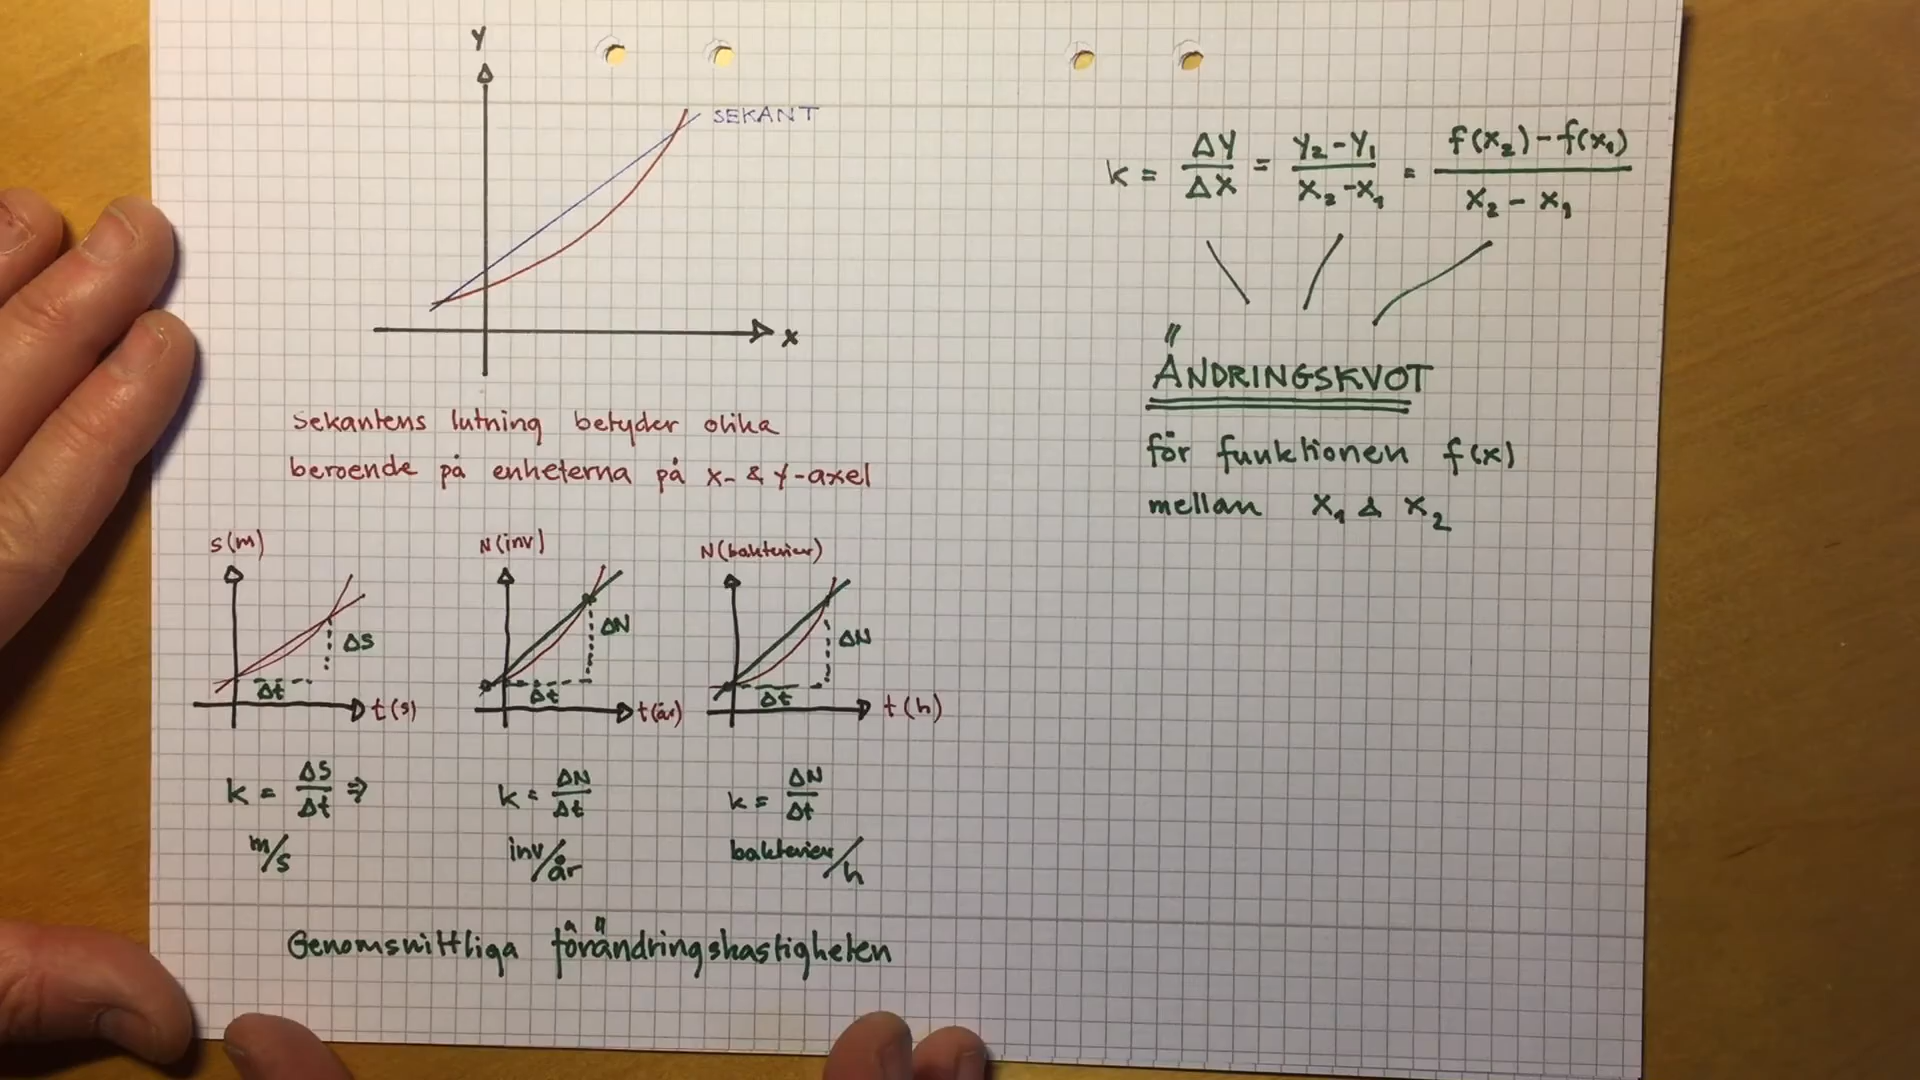 Y
SEKANT
x
k = ΔY/ΔX = Y₂-Y₁/X₂-X₁ = f(x₂)-f(x₁)/x₂-x₁
ÄNDRINGSKVOT
för funktionen f(x)
mellan x₁ & x₂
Sekantens lutning betyder olika
beroende på enheterna på x- & y-axel
S(m)
ΔS
Δt
t(s)
N(inv)
ΔN
Δt
t(år)
N(bakterier)
ΔN
Δt
t(h)
k = ΔS/Δt ⇒
m/s
k = ΔN/Δt
inv/år
k = ΔN/Δt
bakterier/h
Genomsnittliga förändringshastigheten